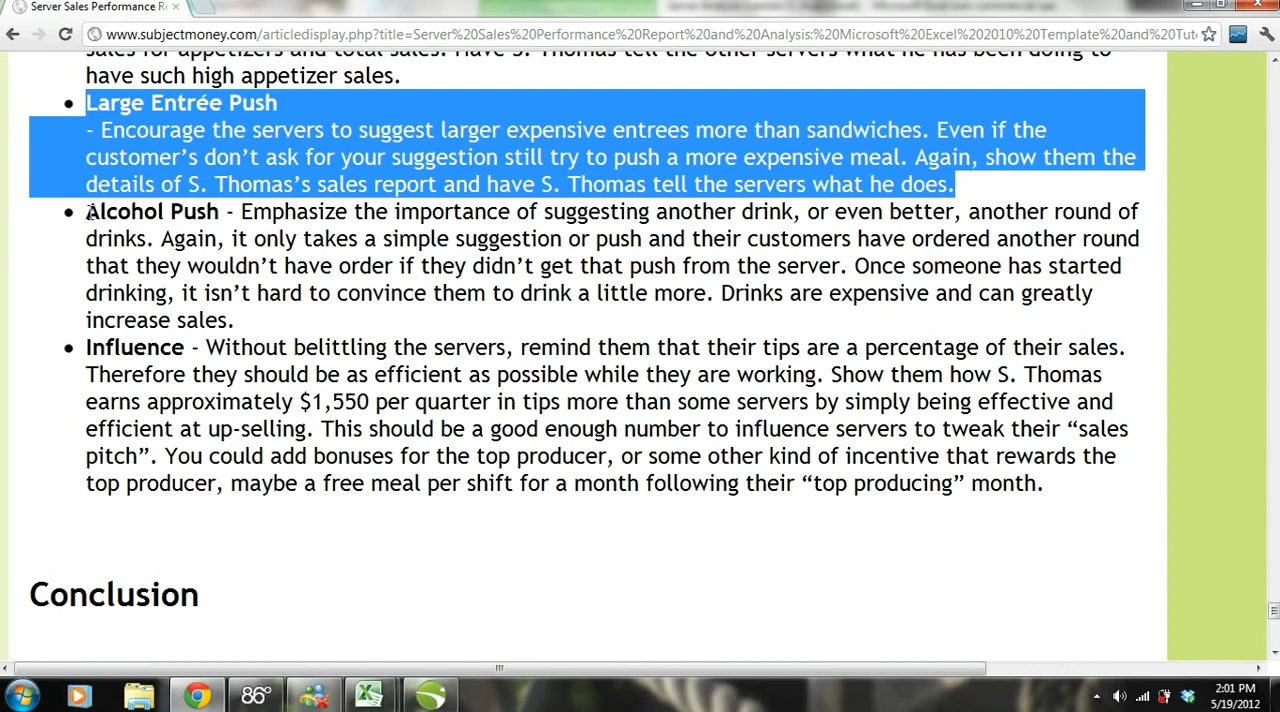 Server Sales Performance Re
www.subjectmoney.com/articledisplay.php?title=Server%20Sales%20Performance%20Report%20and%20Analysis:%20Microsoft%20Excel%202010%20Template%20and%20Tut
sales for appetizers and total sales. Have S. Thomas tell the other servers what he has been doing to
have such high appetizer sales.
Large Entrée Push
- Encourage the servers to suggest larger expensive entrees more than sandwiches. Even if the
customer’s don’t ask for your suggestion still try to push a more expensive meal. Again, show them the
details of S. Thomas’s sales report and have S. Thomas tell the servers what he does.
Alcohol Push - Emphasize the importance of suggesting another drink, or even better, another round of
drinks. Again, it only takes a simple suggestion or push and their customers have ordered another round
that they wouldn’t have order if they didn’t get that push from the server. Once someone has started
drinking, it isn’t hard to convince them to drink a little more. Drinks are expensive and can greatly
increase sales.
Influence - Without belittling the servers, remind them that their tips are a percentage of their sales.
Therefore they should be as efficient as possible while they are working. Show them how S. Thomas
earns approximately $1,550 per quarter in tips more than some servers by simply being effective and
efficient at up-selling. This should be a good enough number to influence servers to tweak their “sales
pitch”. You could add bonuses for the top producer, or some other kind of incentive that rewards the
top producer, maybe a free meal per shift for a month following their “top producing” month.
Conclusion
86°
2:01 PM
5/19/2012